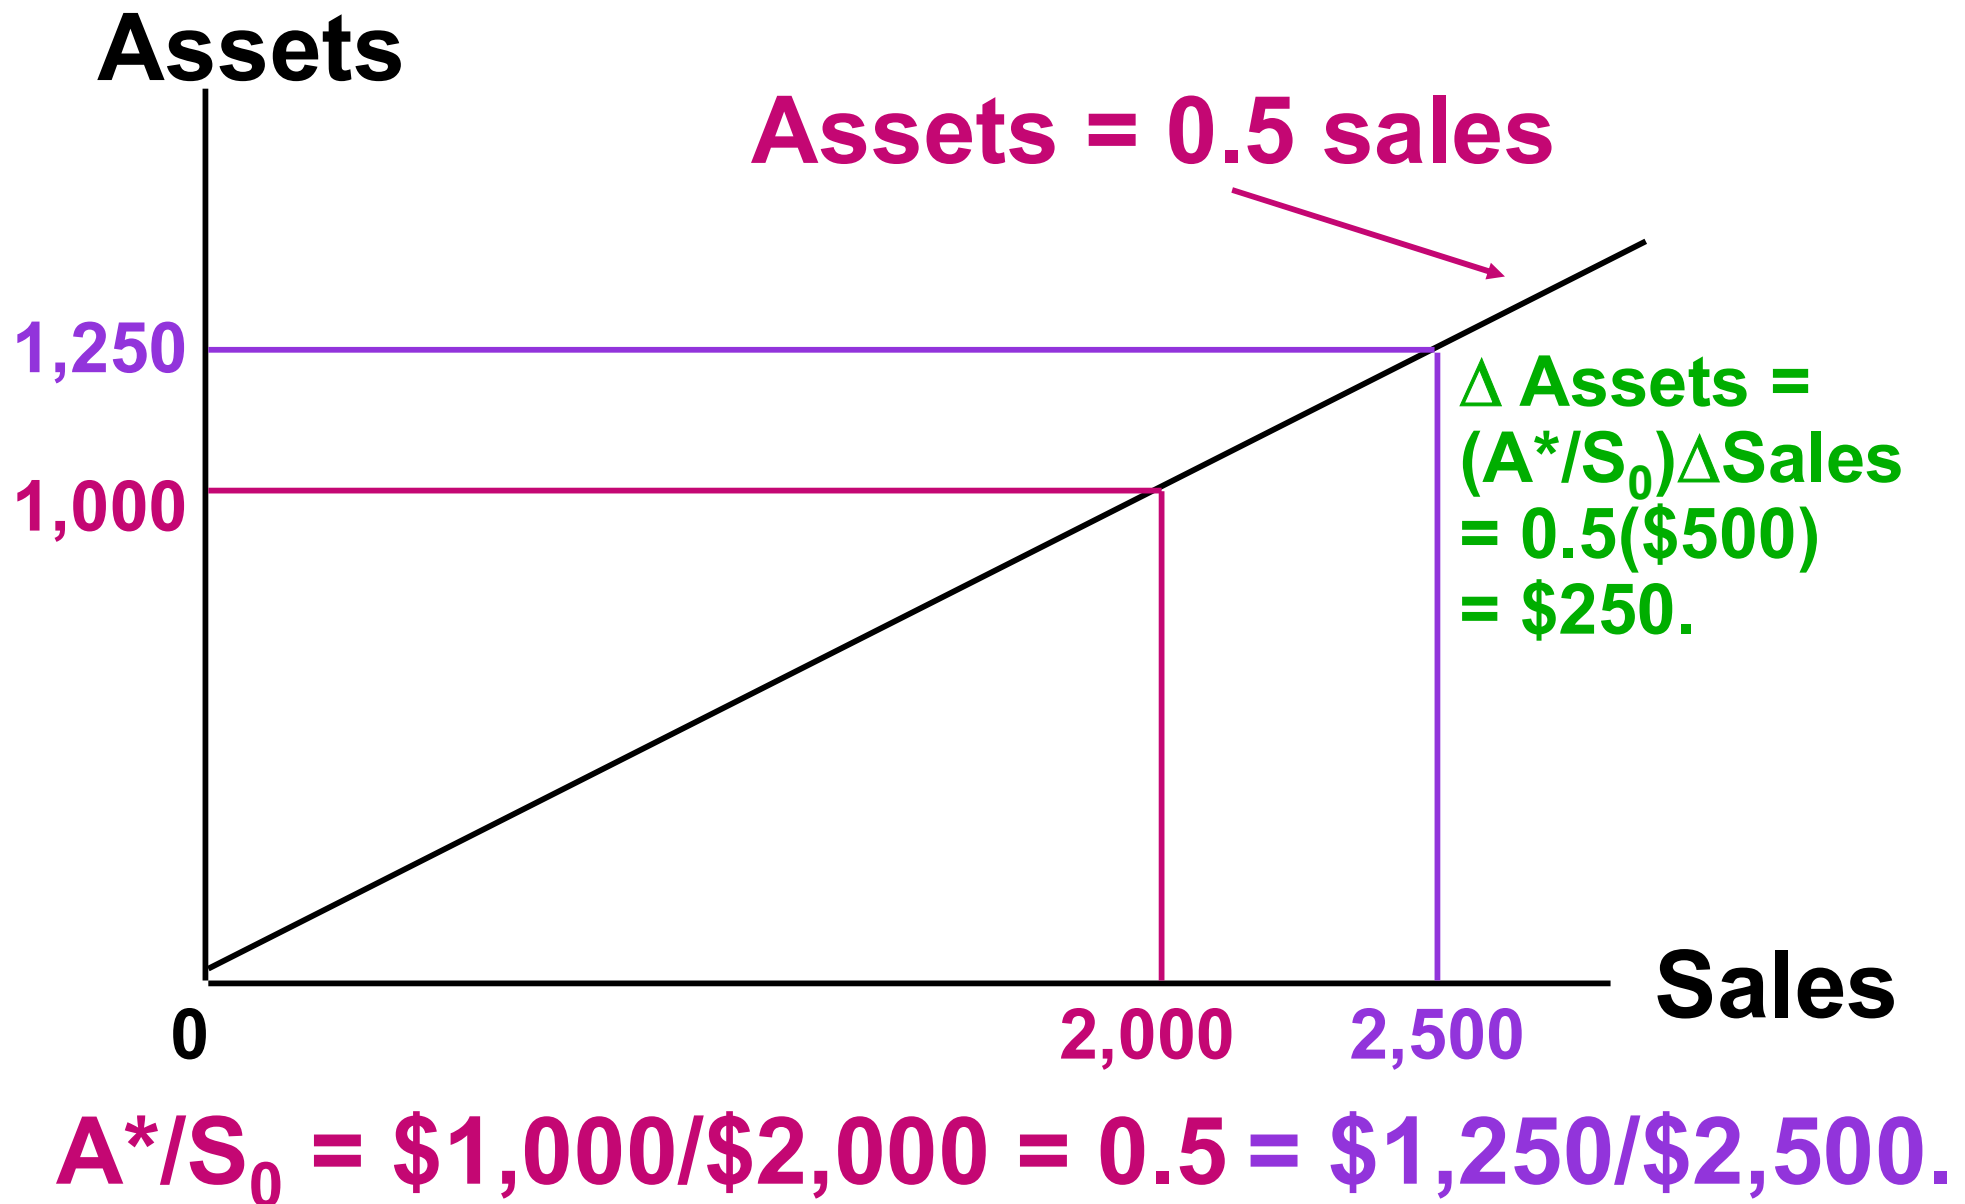 Assets
Assets = 0.5 sales
1,250
1,000
Δ Assets =
(A*/S₀)ΔSales
= 0.5($500)
= $250.
Sales
0
2,000
2,500
A*/S₀ = $1,000/$2,000 = 0.5 = $1,250/$2,500.